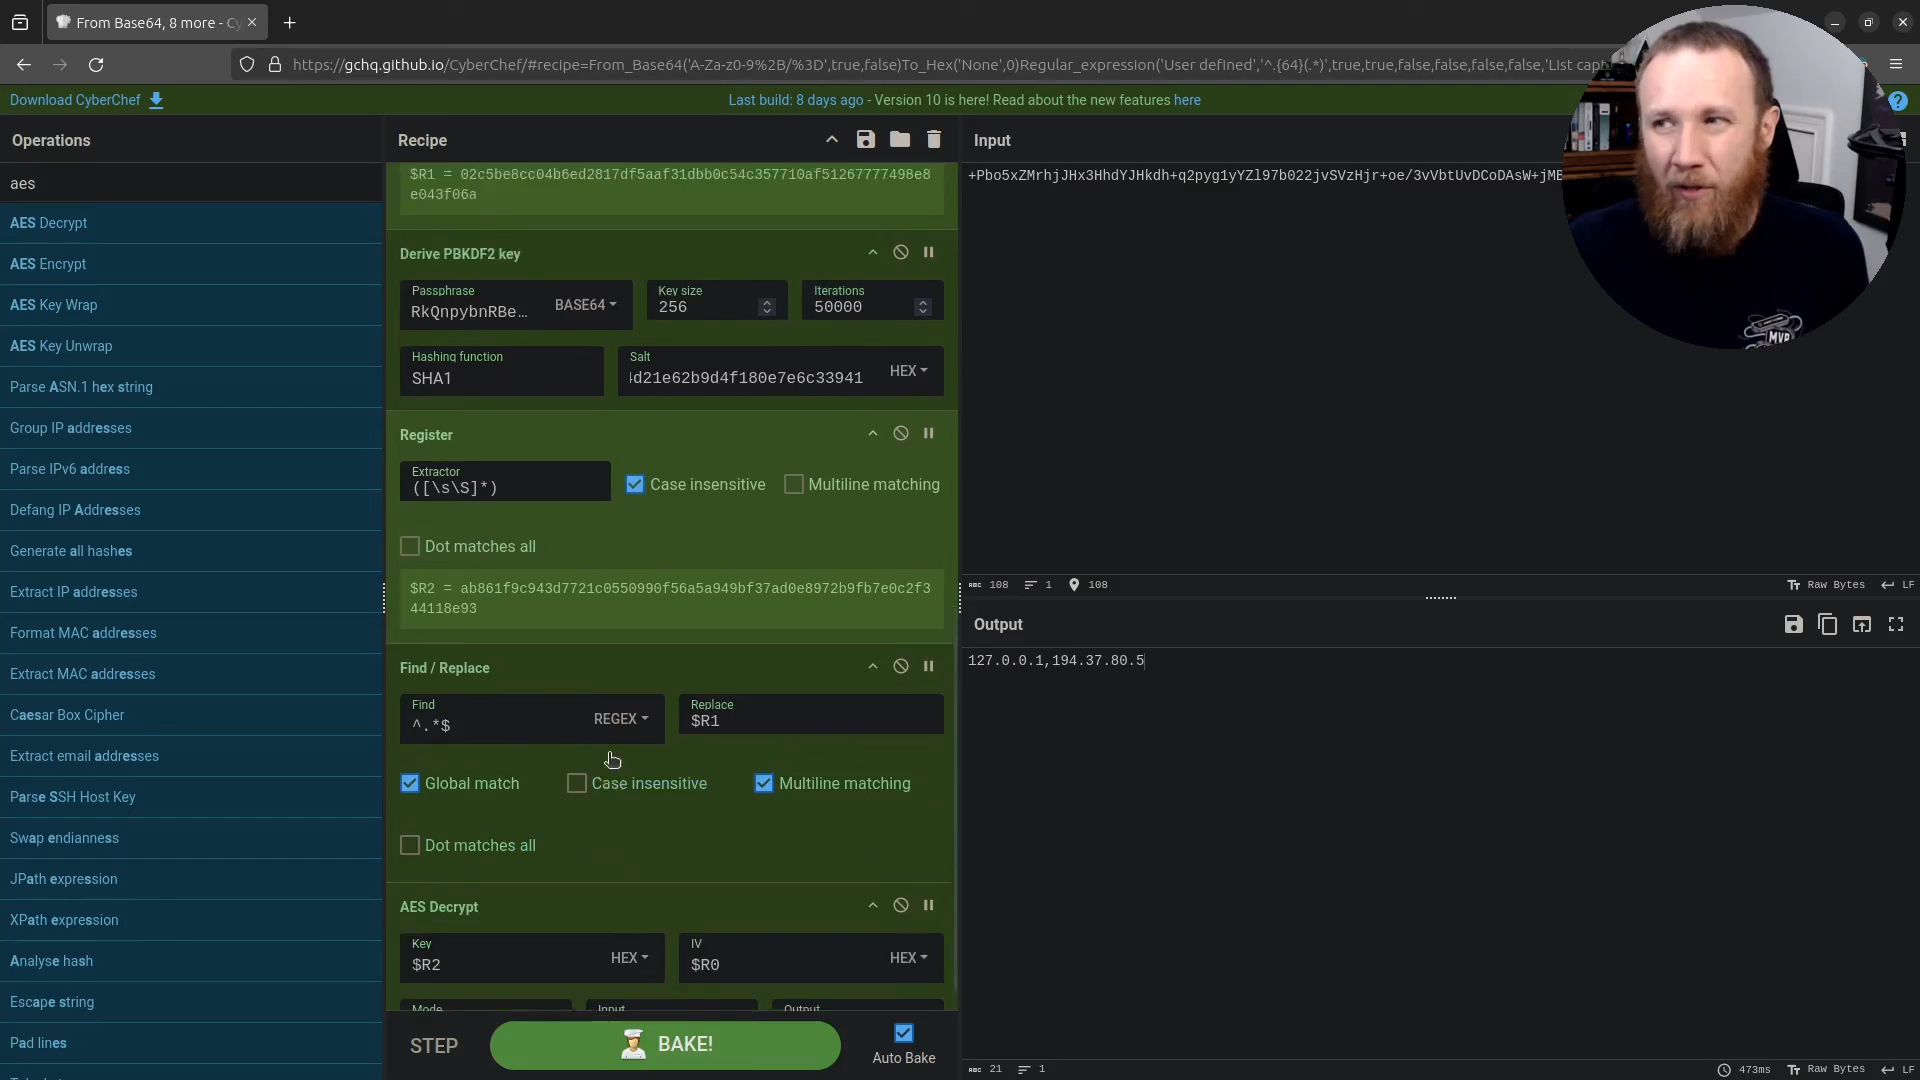 From Base64, 8 more - Cy
https://gchq.github.io/CyberChef/#recipe=From_Base64('A-Za-z0-9%2B/%3D',true,false)To_Hex('None',0)Regular_expression('User defined','^.{64}(.*)',true,true,false,false,false,false,'List capt
Download CyberChef
Last build: 8 days ago - Version 10 is here! Read about the new features here
Operations
aes
AES Decrypt
AES Encrypt
AES Key Wrap
AES Key Unwrap
Parse ASN.1 hex string
Group IP addresses
Parse IPv6 address
Defang IP Addresses
Generate all hashes
Extract IP addresses
Format MAC addresses
Extract MAC addresses
Caesar Box Cipher
Extract email addresses
Parse SSH Host Key
Swap endianness
JPath expression
XPath expression
Analyse hash
Escape string
Pad lines
Recipe
$R1 = 02c5be8cc04b6ed2817df5aaf31dbb0c54c357710af51267777498e8
e043f06a
Derive PBKDF2 key
Passphrase
RkQnpybnRBe…
BASE64
Key size
256
Iterations
50000
Hashing function
SHA1
Salt
d21e62b9d4f180e7e6c33941
HEX
Register
Extractor
([\s\S]*)
Case insensitive
Multiline matching
Dot matches all
$R2 = ab861f9c943d7721c0550990f56a5a949bf37ad0e8972b9fb7e0c2f3
44118e93
Find / Replace
Find
^.*$
REGEX
Replace
$R1
Global match
Case insensitive
Multiline matching
Dot matches all
AES Decrypt
Key
$R2
HEX
IV
$R0
HEX
Mode
Input
Output
STEP
BAKE!
Auto Bake
Input
+Pbo5xZMrhjJHx3HhdYJHkdh+q2pyg1yYZl97b022jvSVzHjr+oe/3vVbtUvDCoDAsW+jMB
108
1
108
Raw Bytes
LF
Output
127.0.0.1,194.37.80.5
21
1
473ms
Raw Bytes
LF
MVP